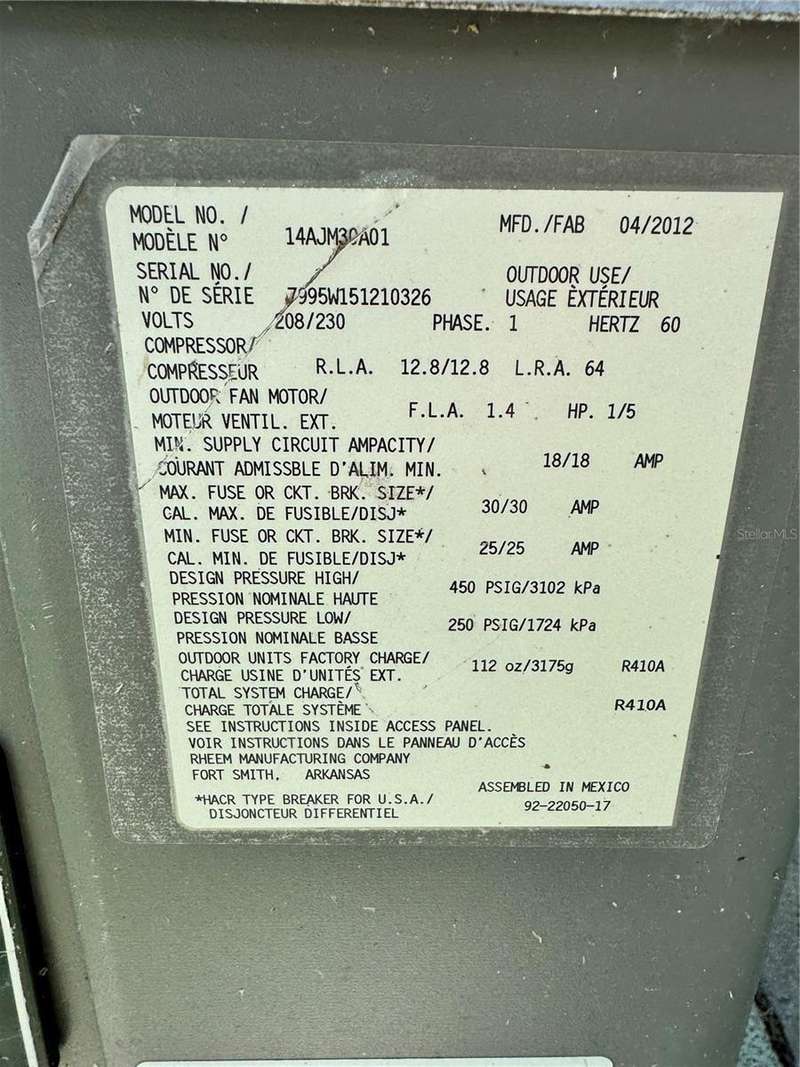 MODEL NO. /
MODÈLE N° 14AJM30A01 MFD./FAB 04/2012
SERIAL NO./ OUTDOOR USE/
N° DE SÉRIE 7995W151210326 USAGE ÈXTÉRIEUR
VOLTS 208/230 PHASE. 1 HERTZ 60
COMPRESSOR/
COMPRESSEUR R.L.A. 12.8/12.8 L.R.A. 64
OUTDOOR FAN MOTOR/
MOTEUR VENTIL. EXT. F.L.A. 1.4 HP. 1/5
MIN. SUPPLY CIRCUIT AMPACITY/
COURANT ADMISSBLE D'ALIM. MIN. 18/18 AMP
MAX. FUSE OR CKT. BRK. SIZE*/
CAL. MAX. DE FUSIBLE/DISJ* 30/30 AMP
MIN. FUSE OR CKT. BRK. SIZE*/
CAL. MIN. DE FUSIBLE/DISJ* 25/25 AMP
DESIGN PRESSURE HIGH/
PRESSION NOMINALE HAUTE 450 PSIG/3102 kPa
DESIGN PRESSURE LOW/
PRESSION NOMINALE BASSE 250 PSIG/1724 kPa
OUTDOOR UNITS FACTORY CHARGE/
CHARGE USINE D'UNITÉS EXT. 112 oz/3175g R410A
TOTAL SYSTEM CHARGE/
CHARGE TOTALE SYSTÈME R410A
SEE INSTRUCTIONS INSIDE ACCESS PANEL.
VOIR INSTRUCTIONS DANS LE PANNEAU D'ACCÈS
RHEEM MANUFACTURING COMPANY
FORT SMITH, ARKANSAS
ASSEMBLED IN MEXICO
*HACR TYPE BREAKER FOR U.S.A./ 92-22050-17
DISJONCTEUR DIFFERENTIEL
StellarMLS